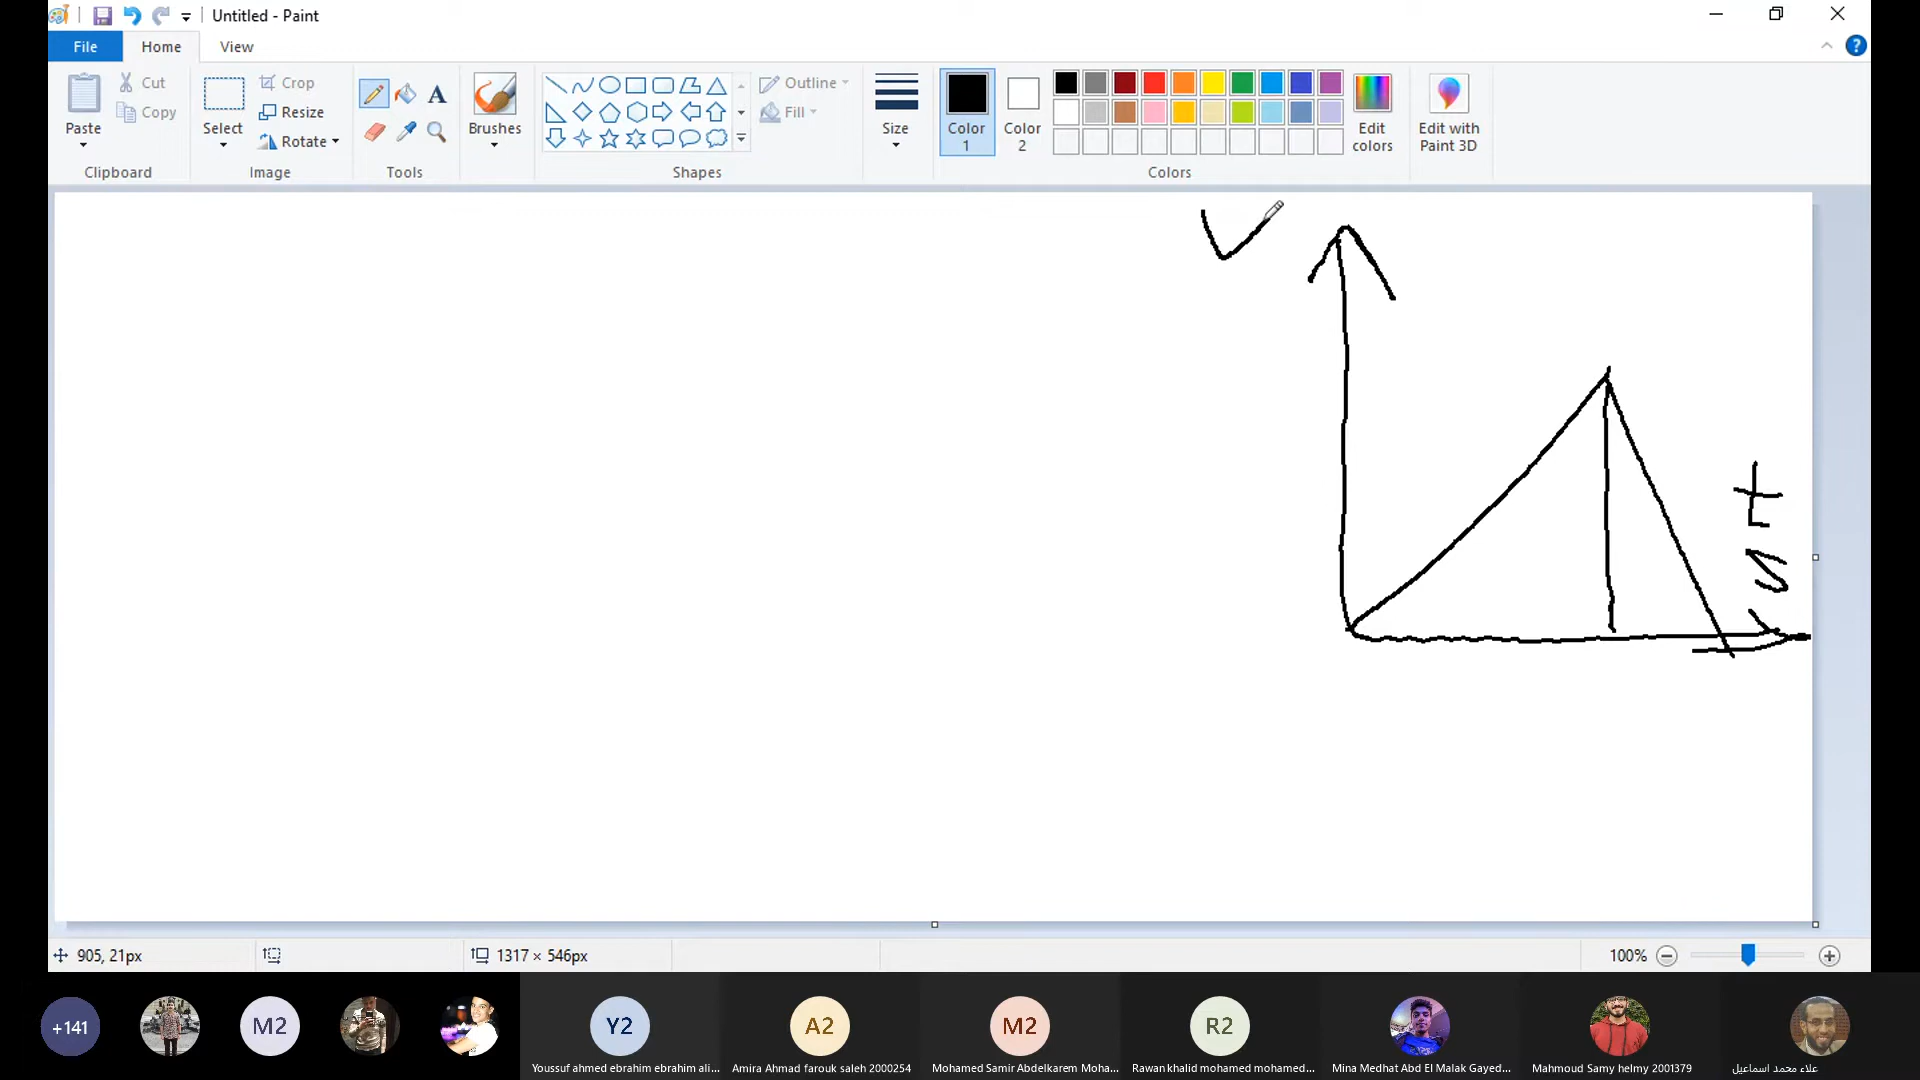 Untitled - Paint
File Home View
Paste
Cut
Copy
Clipboard
Select
Crop
Resize
Rotate
Image
A
Tools
Brushes
Outline
Fill
Shapes
Size
Color 1
Color 2
Edit colors
Colors
Edit with Paint 3D
?
905, 21px
1317 × 546px
100%
+141
M2
Y2
A2
M2
R2
Youssuf ahmed ebrahim ebrahim ali...
Amira Ahmad farouk saleh 2000254
Mohamed Samir Abdelkarem Moha...
Rawan khalid mohamed mohamed...
Mina Medhat Abd El Malak Gayed...
Mahmoud Samy helmy 2001379
علاء محمد اسماعيل